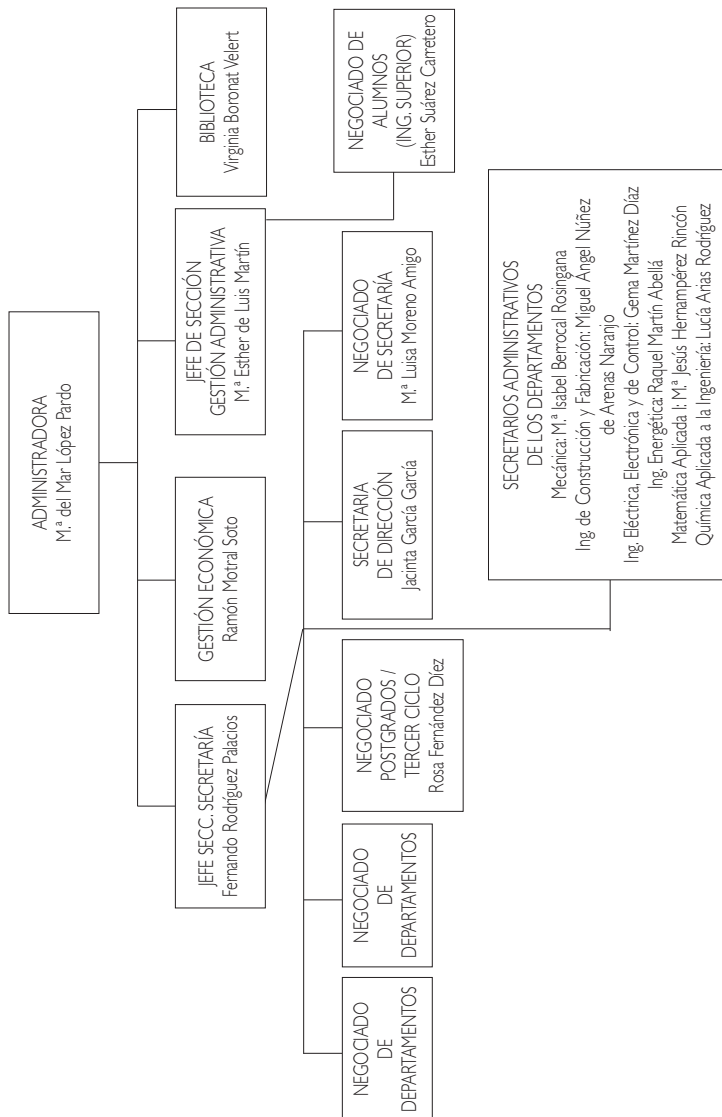 ADMINISTRADORA
M.ª del Mar López Pardo
JEFE SECC. SECRETARÍA
Fernando Rodríguez Palacios
GESTIÓN ECONÓMICA
Ramón Motral Soto
JEFE DE SECCIÓN
GESTIÓN ADMINISTRATIVA
M.ª Esther de Luis Martín
BIBLIOTECA
Virginia Boronat Velert
NEGOCIADO
DE
DEPARTAMENTOS
NEGOCIADO
DE
DEPARTAMENTOS
NEGOCIADO
POSTGRADOS /
TERCER CICLO
Rosa Fernández Díez
SECRETARIA
DE DIRECCIÓN
Jacinta García García
NEGOCIADO
DE SECRETARÍA
M.ª Luisa Moreno Amigo
NEGOCIADO DE
ALUMNOS
(ING. SUPERIOR)
Esther Suárez Carretero
SECRETARIOS ADMINISTRATIVOS
DE LOS DEPARTAMENTOS
Mecánica: M.ª Isabel Berrocal Rosingana
Ing. de Construcción y Fabricación: Miguel Ángel Núñez
de Arenas Naranjo
Ing. Eléctrica, Electrónica y de Control: Gema Martínez Díaz
Ing. Energética: Raquel Martín Abellá
Matemática Aplicada I: M.ª Jesús Hernampérez Rincón
Química Aplicada a la Ingeniería: Lucía Arias Rodríguez